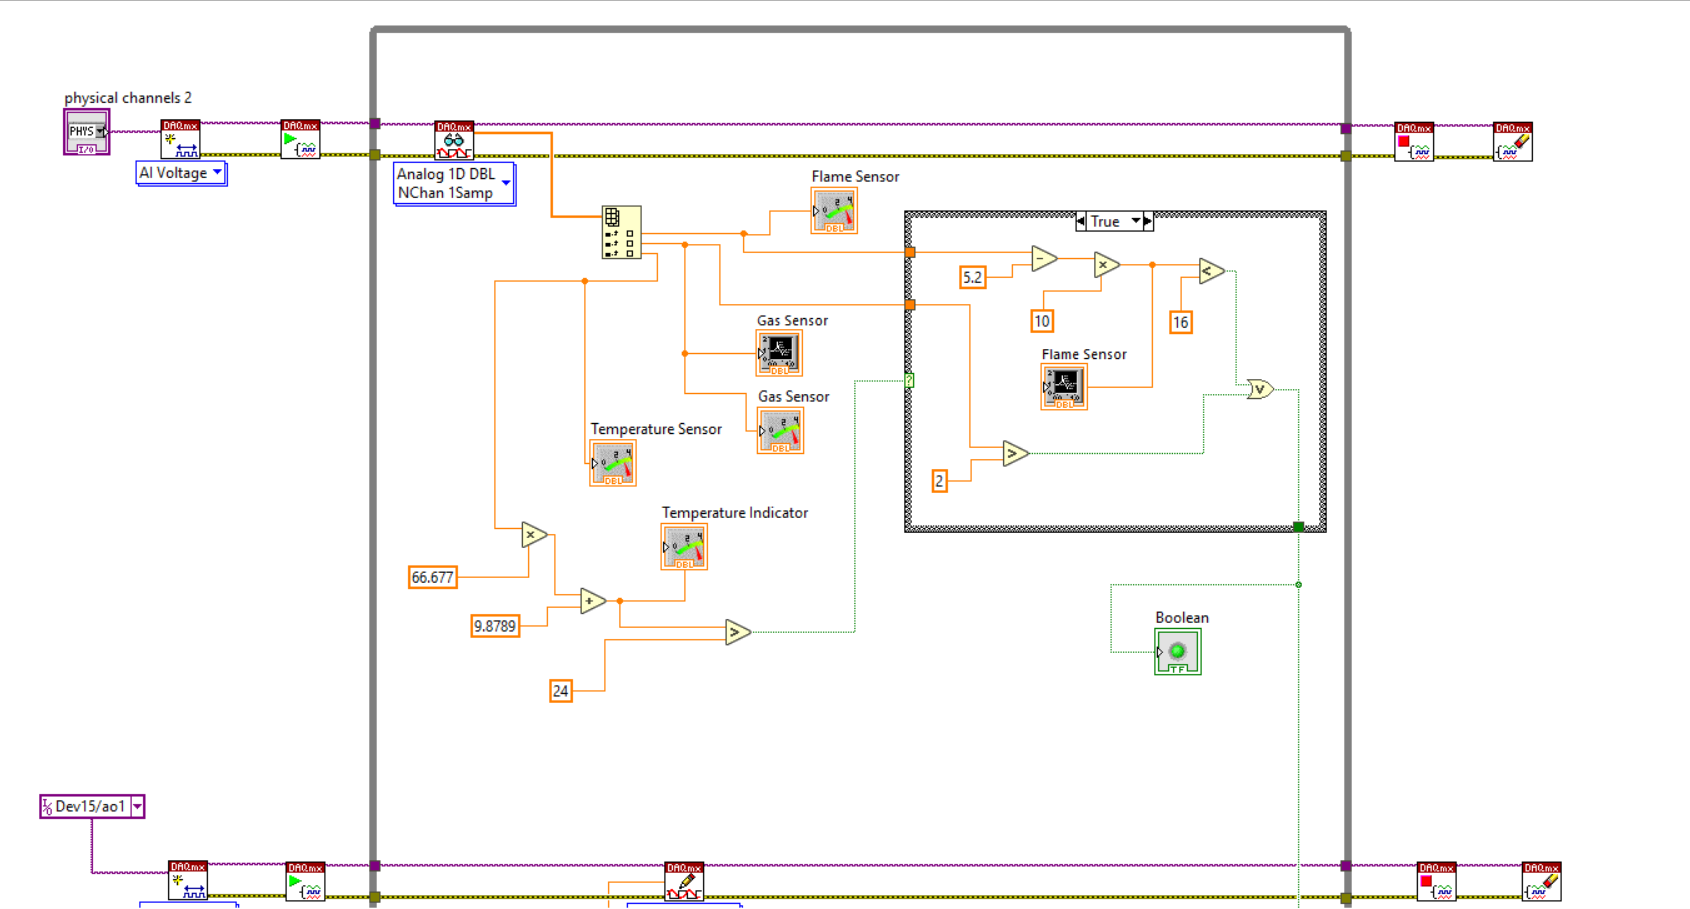 physical channels 2
PHYS
I/O
DAQmx
DAQmx
AI Voltage
DAQmx
Analog 1D DBL
NChan 1Samp
DAQmx
DAQmx
Flame Sensor
DBL
True
5.2
10
16
Gas Sensor
DBL
Flame Sensor
DBL
Gas Sensor
DBL
Temperature Sensor
DBL
2
Temperature Indicator
DBL
66.677
9.8789
24
Boolean
TF
Dev15/ao1
DAQmx
DAQmx
DAQmx
DAQmx
DAQmx